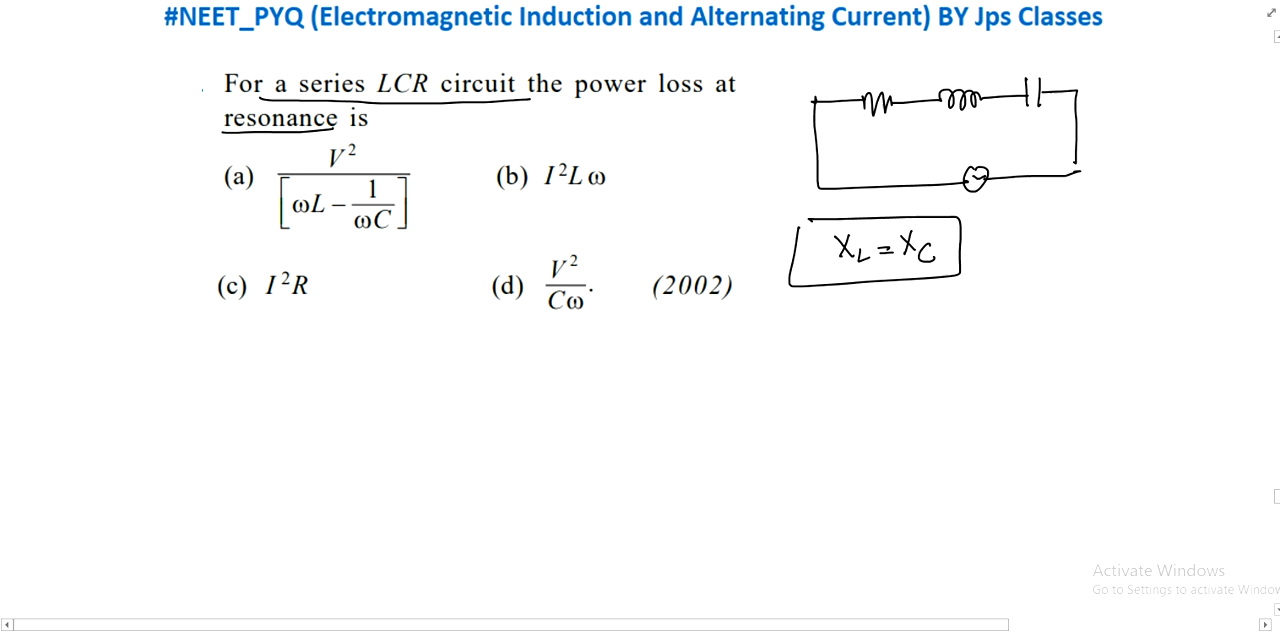 #NEET_PYQ (Electromagnetic Induction and Alternating Current) BY Jps Classes
For a series LCR circuit the power loss at
resonance is
(a) V²/[ωL − 1/ωC] (b) I²Lω
(c) I²R (d) V²/Cω. (2002)
X_L = X_C
Activate Windows
Go to Settings to activate Window